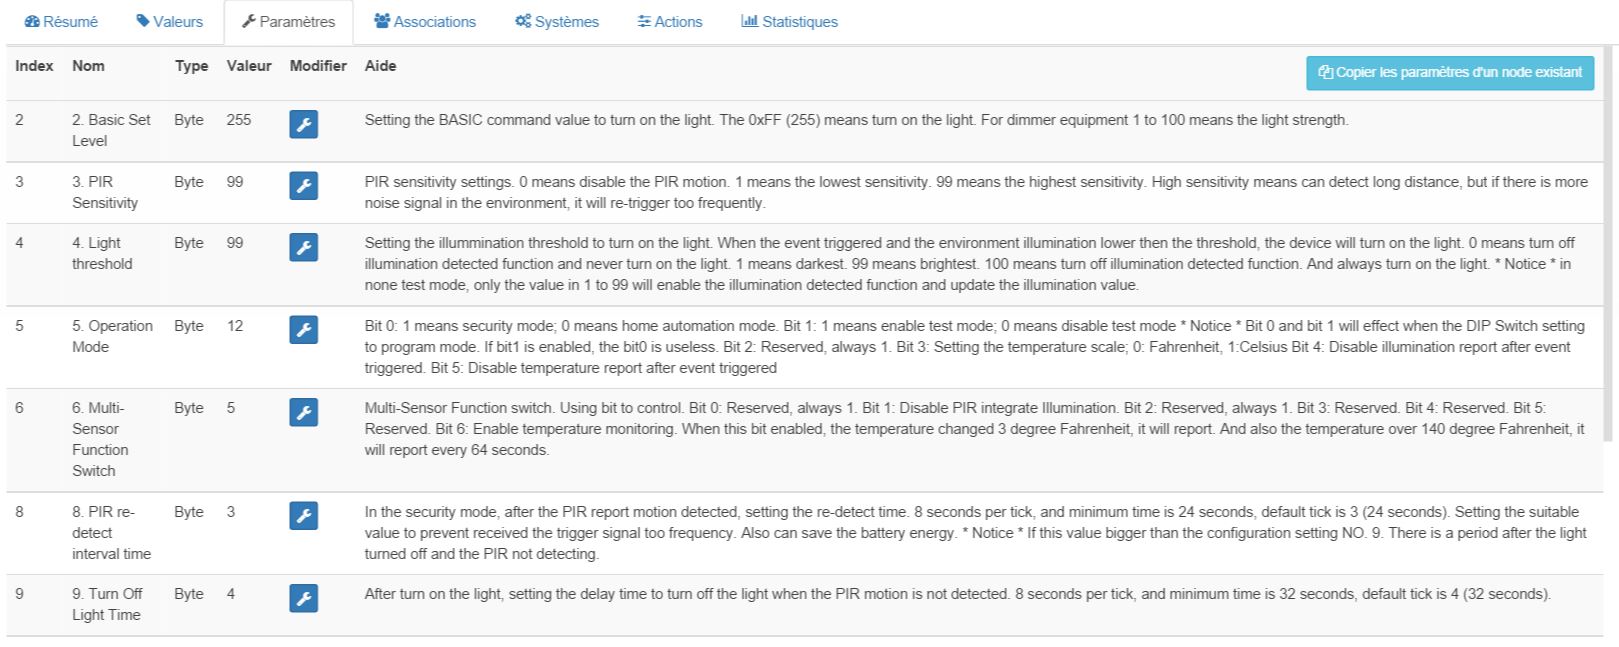 Résumé Valeurs Paramètres Associations Systèmes Actions Statistiques
Index Nom Type Valeur Modifier Aide Copier les paramètres d'un node existant
2 2. Basic Set Byte 255 Setting the BASIC command value to turn on the light. The 0xFF (255) means turn on the light. For dimmer equipment 1 to 100 means the light strength.
Level
3 3. PIR Byte 99 PIR sensitivity settings. 0 means disable the PIR motion. 1 means the lowest sensitivity. 99 means the highest sensitivity. High sensitivity means can detect long distance, but if there is more
Sensitivity noise signal in the environment, it will re-trigger too frequently.
4 4. Light Byte 99 Setting the illummination threshold to turn on the light. When the event triggered and the environment illumination lower then the threshold, the device will turn on the light. 0 means turn off
threshold illumination detected function and never turn on the light. 1 means darkest. 99 means brightest. 100 means turn off illumination detected function. And always turn on the light. * Notice * in
none test mode, only the value in 1 to 99 will enable the illumination detected function and update the illumination value.
5 5. Operation Byte 12 Bit 0: 1 means security mode; 0 means home automation mode. Bit 1: 1 means enable test mode; 0 means disable test mode * Notice * Bit 0 and bit 1 will effect when the DIP Switch setting
Mode to program mode. If bit1 is enabled, the bit0 is useless. Bit 2: Reserved, always 1. Bit 3: Setting the temperature scale; 0: Fahrenheit, 1:Celsius Bit 4: Disable illumination report after event
triggered. Bit 5: Disable temperature report after event triggered
6 6. Multi- Byte 5 Multi-Sensor Function switch. Using bit to control. Bit 0: Reserved, always 1. Bit 1: Disable PIR integrate Illumination. Bit 2: Reserved, always 1. Bit 3: Reserved. Bit 4: Reserved. Bit 5:
Sensor Reserved. Bit 6: Enable temperature monitoring. When this bit enabled, the temperature changed 3 degree Fahrenheit, it will report. And also the temperature over 140 degree Fahrenheit, it
Function will report every 64 seconds.
Switch
8 8. PIR re- Byte 3 In the security mode, after the PIR report motion detected, setting the re-detect time. 8 seconds per tick, and minimum time is 24 seconds, default tick is 3 (24 seconds). Setting the suitable
detect value to prevent received the trigger signal too frequency. Also can save the battery energy. * Notice * If this value bigger than the configuration setting NO. 9. There is a period after the light
interval time turned off and the PIR not detecting.
9 9. Turn Off Byte 4 After turn on the light, setting the delay time to turn off the light when the PIR motion is not detected. 8 seconds per tick, and minimum time is 32 seconds, default tick is 4 (32 seconds).
Light Time